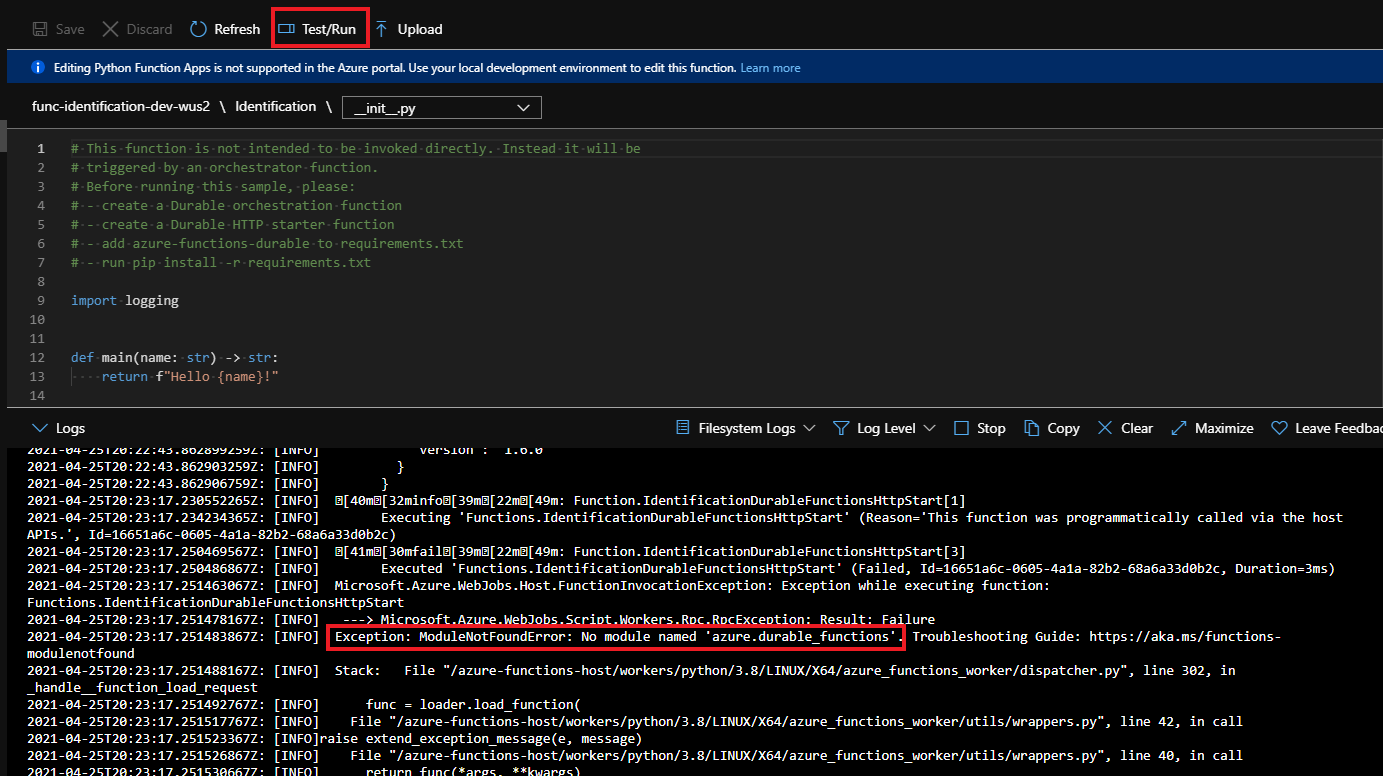 Save Discard Refresh Test/Run Upload
Editing Python Function Apps is not supported in the Azure portal. Use your local development environment to edit this function. Learn more
func-identification-dev-wus2 \ Identification \ __init__.py
1 # This function is not intended to be invoked directly. Instead it will be
2 # triggered by an orchestrator function.
3 # Before running this sample, please:
4 # - create a Durable orchestration function
5 # - create a Durable HTTP starter function
6 # - add azure-functions-durable to requirements.txt
7 # - run pip install -r requirements.txt
8
9 import logging
10
11
12 def main(name: str) -> str:
13 return f"Hello {name}!"
14
Logs Filesystem Logs Log Level Stop Copy Clear Maximize Leave Feedbac
2021-04-25T20:22:43.862899259Z: [INFO] "version": "1.6.0"
2021-04-25T20:22:43.862903259Z: [INFO] }
2021-04-25T20:22:43.862906759Z: [INFO] }
2021-04-25T20:23:17.230552265Z: [INFO] [40m[32minfo[39m[22m[49m: Function.IdentificationDurableFunctionsHttpStart[1]
2021-04-25T20:23:17.234234365Z: [INFO] Executing 'Functions.IdentificationDurableFunctionsHttpStart' (Reason='This function was programmatically called via the host
APIs.', Id=16651a6c-0605-4a1a-82b2-68a6a33d0b2c)
2021-04-25T20:23:17.250469567Z: [INFO] [41m[30mfail[39m[22m[49m: Function.IdentificationDurableFunctionsHttpStart[3]
2021-04-25T20:23:17.250486867Z: [INFO] Executed 'Functions.IdentificationDurableFunctionsHttpStart' (Failed, Id=16651a6c-0605-4a1a-82b2-68a6a33d0b2c, Duration=3ms)
2021-04-25T20:23:17.251463067Z: [INFO] Microsoft.Azure.WebJobs.Host.FunctionInvocationException: Exception while executing function:
Functions.IdentificationDurableFunctionsHttpStart
2021-04-25T20:23:17.251478167Z: [INFO] ---> Microsoft.Azure.WebJobs.Script.Workers.Rpc.RpcException: Result: Failure
2021-04-25T20:23:17.251483867Z: [INFO] Exception: ModuleNotFoundError: No module named 'azure.durable_functions'. Troubleshooting Guide: https://aka.ms/functions-
modulenotfound
2021-04-25T20:23:17.251488167Z: [INFO] Stack: File "/azure-functions-host/workers/python/3.8/LINUX/X64/azure_functions_worker/dispatcher.py", line 302, in
_handle__function_load_request
2021-04-25T20:23:17.251492767Z: [INFO] func = loader.load_function(
2021-04-25T20:23:17.251517767Z: [INFO] File "/azure-functions-host/workers/python/3.8/LINUX/X64/azure_functions_worker/utils/wrappers.py", line 42, in call
2021-04-25T20:23:17.251523367Z: [INFO]raise extend_exception_message(e, message)
2021-04-25T20:23:17.251526867Z: [INFO] File "/azure-functions-host/workers/python/3.8/LINUX/X64/azure_functions_worker/utils/wrappers.py", line 40, in call
2021-04-25T20:23:17.251530667Z: [INFO] return func(*args, **kwargs)